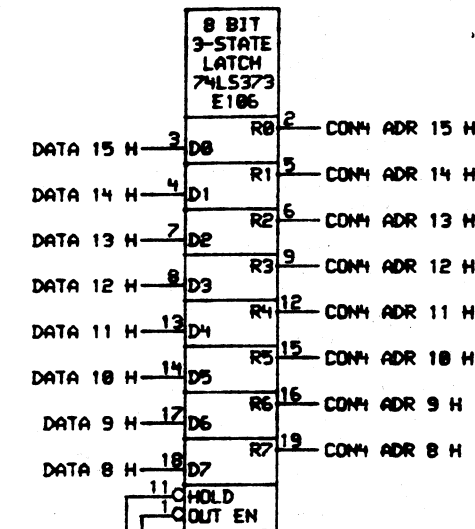 8 BIT
3-STATE
LATCH
74LS373
E106
R0 2 CON4 ADR 15 H
DATA 15 H 3 D0
R1 5 CON4 ADR 14 H
DATA 14 H 4 D1
R2 6 CON4 ADR 13 H
DATA 13 H 7 D2
R3 9 CON4 ADR 12 H
DATA 12 H 8 D3
R4 12 CON4 ADR 11 H
DATA 11 H 13 D4
R5 15 CON4 ADR 10 H
DATA 10 H 14 D5
R6 16 CON4 ADR 9 H
DATA 9 H 17 D6
R7 19 CON4 ADR 8 H
DATA 8 H 18 D7
11 HOLD
1 OUT EN